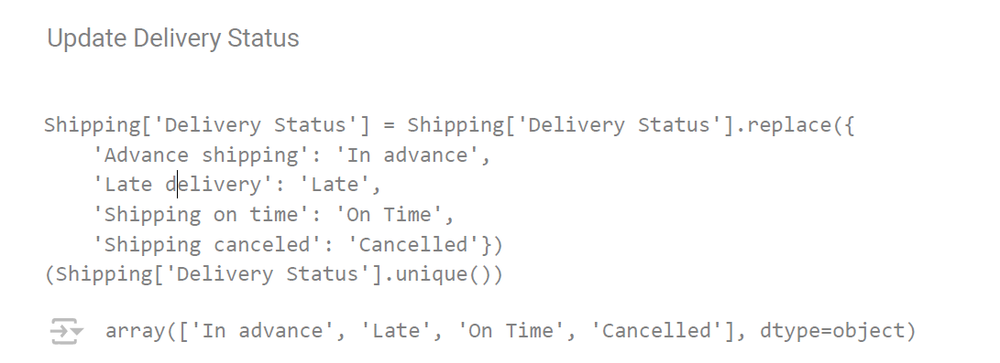 Update Delivery Status
Shipping['Delivery Status'] = Shipping['Delivery Status'].replace({
    'Advance shipping': 'In advance',
    'Late delivery': 'Late',
    'Shipping on time': 'On Time',
    'Shipping canceled': 'Cancelled'})
(Shipping['Delivery Status'].unique())
array(['In advance', 'Late', 'On Time', 'Cancelled'], dtype=object)